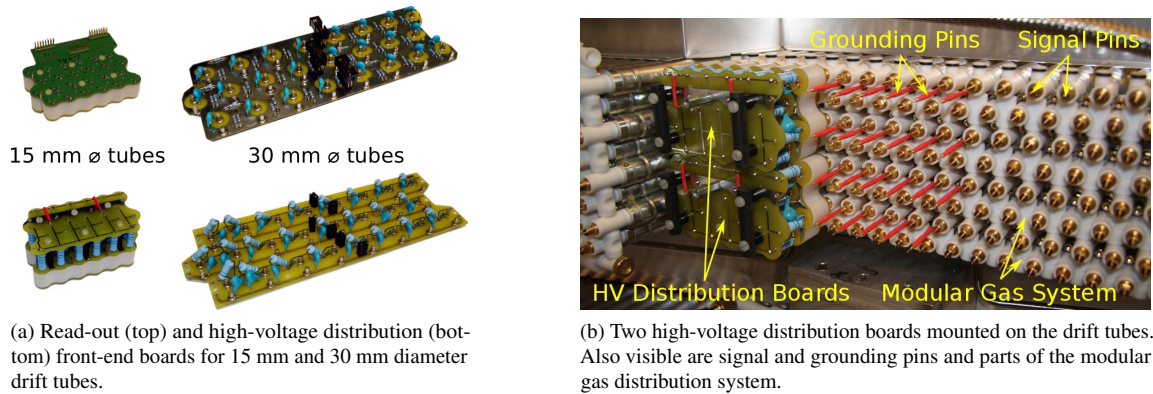 15 mm ⌀ tubes
30 mm ⌀ tubes
(a) Read-out (top) and high-voltage distribution (bot-
tom) front-end boards for 15 mm and 30 mm diameter
drift tubes.
Grounding Pins
Signal Pins
HV Distribution Boards
Modular Gas System
(b) Two high-voltage distribution boards mounted on the drift tubes.
Also visible are signal and grounding pins and parts of the modular
gas distribution system.